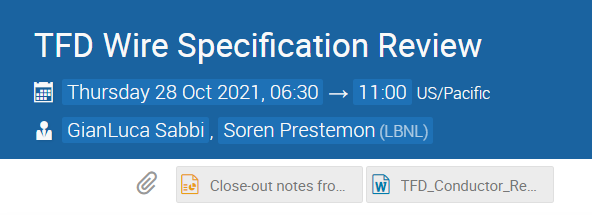 TFD Wire Specification Review
Thursday 28 Oct 2021, 06:30 → 11:00 US/Pacific
GianLuca Sabbi , Soren Prestemon (LBNL)
Close-out notes fro... TFD_Conductor_Re...